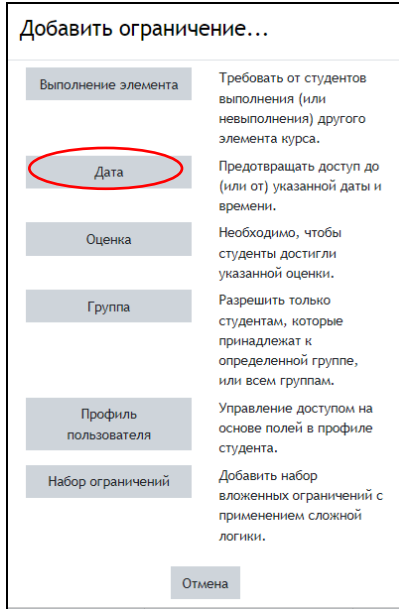 Добавить ограничение...
Выполнение элемента
Требовать от студентов
выполнения (или
невыполнения) другого
элемента курса.
Дата
Предотвращать доступ до
(или от) указанной даты и
времени.
Оценка
Необходимо, чтобы
студенты достигли
указанной оценки.
Группа
Разрешить только
студентам, которые
принадлежат к
определенной группе,
или всем группам.
Профиль
пользователя
Управление доступом на
основе полей в профиле
студента.
Набор ограничений
Добавить набор
вложенных ограничений с
применением сложной
логики.
Отмена